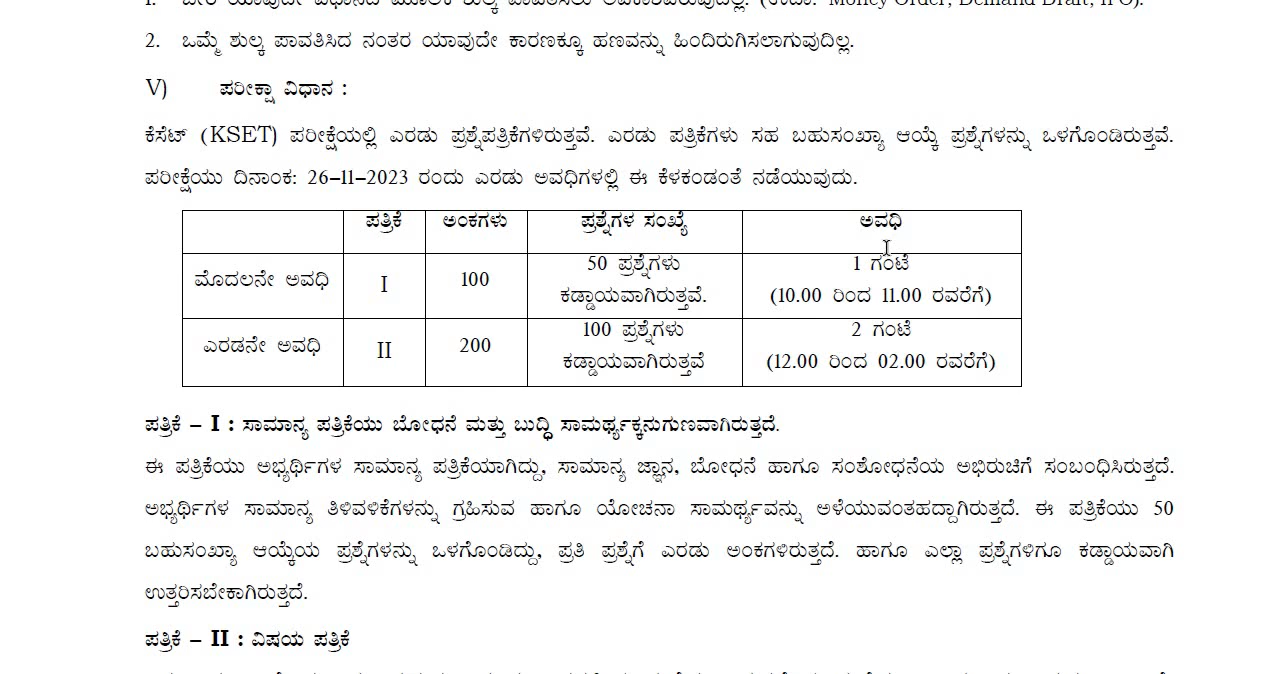 2. ಒಮ್ಮೆ ಶುಲ್ಕ ಪಾವತಿಸಿದ ನಂತರ ಯಾವುದೇ ಕಾರಣಕ್ಕೂ ಹಣವನ್ನು ಹಿಂದಿರುಗಿಸಲಾಗುವುದಿಲ್ಲ.
V) ಪರೀಕ್ಷಾ ವಿಧಾನ :
ಕೆಸೆಟ್ (KSET) ಪರೀಕ್ಷೆಯಲ್ಲಿ ಎರಡು ಪ್ರಶ್ನೆಪತ್ರಿಕೆಗಳಿರುತ್ತವೆ. ಎರಡು ಪತ್ರಿಕೆಗಳು ಸಹ ಬಹುಸಂಖ್ಯಾ ಆಯ್ಕೆ ಪ್ರಶ್ನೆಗಳನ್ನು ಒಳಗೊಂಡಿರುತ್ತವೆ.
ಪರೀಕ್ಷೆಯು ದಿನಾಂಕ: 26–11–2023 ರಂದು ಎರಡು ಅವಧಿಗಳಲ್ಲಿ ಈ ಕೆಳಕಂಡಂತೆ ನಡೆಯುವುದು.
ಪತ್ರಿಕೆ ಅಂಕಗಳು ಪ್ರಶ್ನೆಗಳ ಸಂಖ್ಯೆ ಅವಧಿ
ಮೊದಲನೇ ಅವಧಿ I 100 50 ಪ್ರಶ್ನೆಗಳು 1 ಗಂಟೆ
ಕಡ್ಡಾಯವಾಗಿರುತ್ತವೆ. (10.00 ರಿಂದ 11.00 ರವರೆಗೆ)
ಎರಡನೇ ಅವಧಿ II 200 100 ಪ್ರಶ್ನೆಗಳು 2 ಗಂಟೆ
ಕಡ್ಡಾಯವಾಗಿರುತ್ತವೆ (12.00 ರಿಂದ 02.00 ರವರೆಗೆ)
ಪತ್ರಿಕೆ – I : ಸಾಮಾನ್ಯ ಪತ್ರಿಕೆಯು ಬೋಧನೆ ಮತ್ತು ಬುದ್ಧಿ ಸಾಮರ್ಥ್ಯಕ್ಕನುಗುಣವಾಗಿರುತ್ತದೆ.
ಈ ಪತ್ರಿಕೆಯು ಅಭ್ಯರ್ಥಿಗಳ ಸಾಮಾನ್ಯ ಪತ್ರಿಕೆಯಾಗಿದ್ದು, ಸಾಮಾನ್ಯ ಜ್ಞಾನ, ಬೋಧನೆ ಹಾಗೂ ಸಂಶೋಧನೆಯ ಅಭಿರುಚಿಗೆ ಸಂಬಂಧಿಸಿರುತ್ತದೆ.
ಅಭ್ಯರ್ಥಿಗಳ ಸಾಮಾನ್ಯ ತಿಳಿವಳಿಕೆಗಳನ್ನು ಗ್ರಹಿಸುವ ಹಾಗೂ ಯೋಚನಾ ಸಾಮರ್ಥ್ಯವನ್ನು ಅಳೆಯುವಂತಹದ್ದಾಗಿರುತ್ತದೆ. ಈ ಪತ್ರಿಕೆಯು 50
ಬಹುಸಂಖ್ಯಾ ಆಯ್ಕೆಯ ಪ್ರಶ್ನೆಗಳನ್ನು ಒಳಗೊಂಡಿದ್ದು, ಪ್ರತಿ ಪ್ರಶ್ನೆಗೆ ಎರಡು ಅಂಕಗಳಿರುತ್ತದೆ. ಹಾಗೂ ಎಲ್ಲಾ ಪ್ರಶ್ನೆಗಳಿಗೂ ಕಡ್ಡಾಯವಾಗಿ
ಉತ್ತರಿಸಬೇಕಾಗಿರುತ್ತದೆ.
ಪತ್ರಿಕೆ – II : ವಿಷಯ ಪತ್ರಿಕೆ